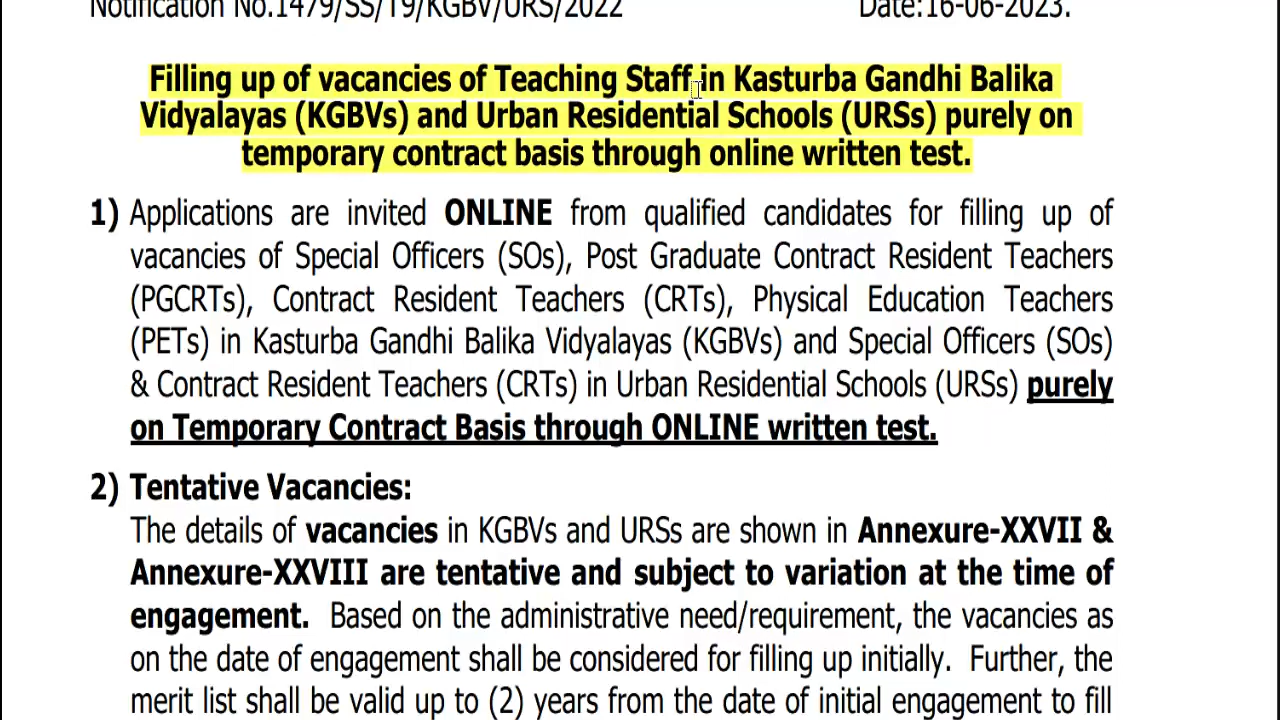 Notification No.1479/SS/T9/KGBV/URS/2022 Date:16-06-2023.
Filling up of vacancies of Teaching Staff in Kasturba Gandhi Balika
Vidyalayas (KGBVs) and Urban Residential Schools (URSs) purely on
temporary contract basis through online written test.
1) Applications are invited ONLINE from qualified candidates for filling up of
vacancies of Special Officers (SOs), Post Graduate Contract Resident Teachers
(PGCRTs), Contract Resident Teachers (CRTs), Physical Education Teachers
(PETs) in Kasturba Gandhi Balika Vidyalayas (KGBVs) and Special Officers (SOs)
& Contract Resident Teachers (CRTs) in Urban Residential Schools (URSs) purely
on Temporary Contract Basis through ONLINE written test.
2) Tentative Vacancies:
The details of vacancies in KGBVs and URSs are shown in Annexure-XXVII &
Annexure-XXVIII are tentative and subject to variation at the time of
engagement. Based on the administrative need/requirement, the vacancies as
on the date of engagement shall be considered for filling up initially. Further, the
merit list shall be valid up to (2) years from the date of initial engagement to fill